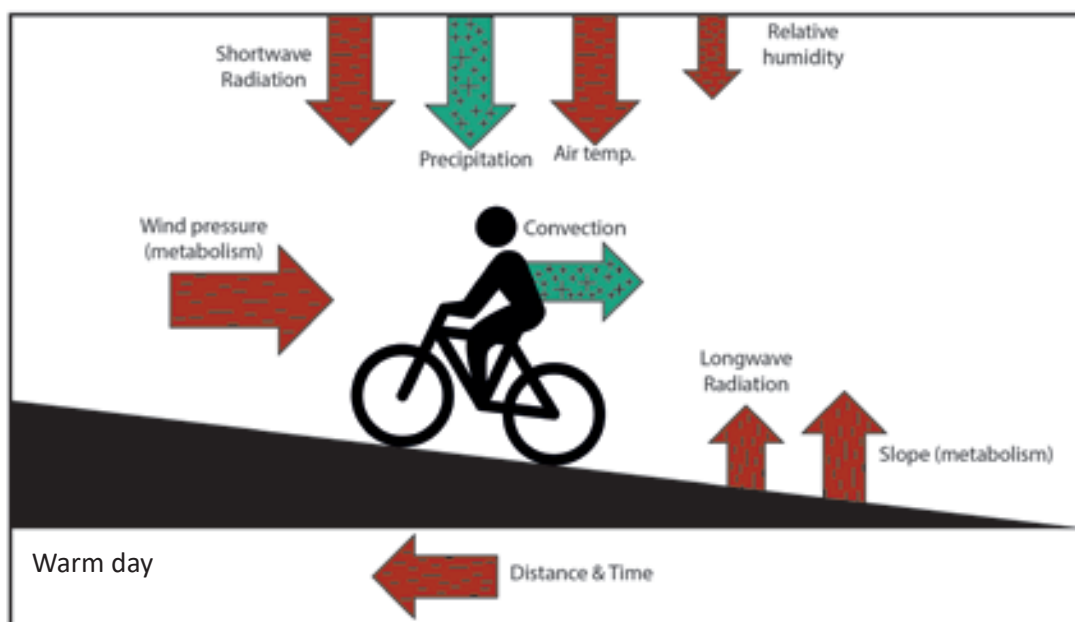 Shortwave
Radiation
Precipitation
Air temp.
Relative
humidity
Wind pressure
(metabolism)
Convection
Longwave
Radiation
Slope (metabolism)
Warm day
Distance & Time